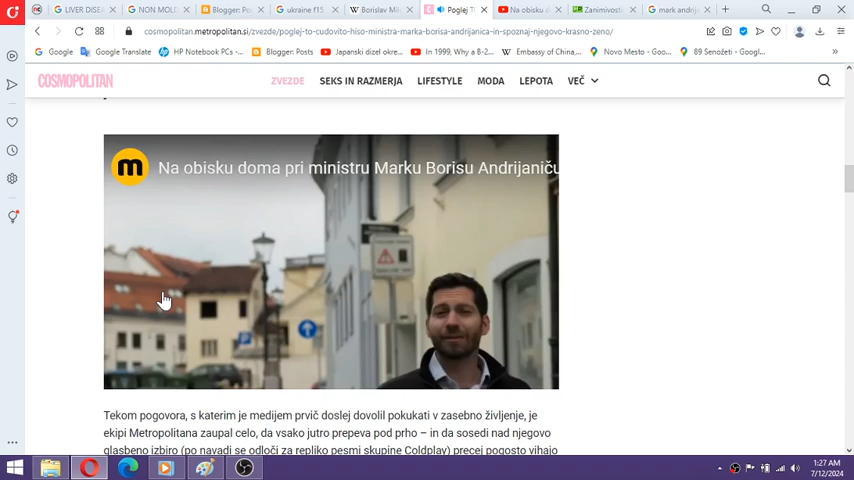 LIVER DISEA
NON MOLD
Blogger: Po
ukraine f15
Borislav Mil
Poglej T
Na obisku d
Zanimivost
mark andrij
cosmopolitan.metropolitan.si/zvezde/poglej-to-cudovito-hiso-ministra-marka-borisa-andrijanica-in-spoznaj-njegovo-krasno-zeno/
Google
Google Translate
HP Notebook PCs -...
Blogger: Posts
Japanski dizel okre...
In 1999, Why a B-2...
Embassy of China,...
Novo Mesto - Goo...
89 Šenožeti - Googl...
COSMOPOLITAN
ZVEZDE
SEKS IN RAZMERJA
LIFESTYLE
MODA
LEPOTA
VEČ
m
Na obisku doma pri ministru Marku Borisu Andrijaniču
Tekom pogovora, s katerim je medijem prvič doslej dovolil pokukati v zasebno življenje, je
ekipi Metropolitana zaupal celo, da vsako jutro prepeva pod prho – in da sosedi nad njegovo
glasbeno izbiro (po navadi se odloči za repliko pesmi skupine Coldplay) precej pogosto vihajo
1:27 AM
7/12/2024